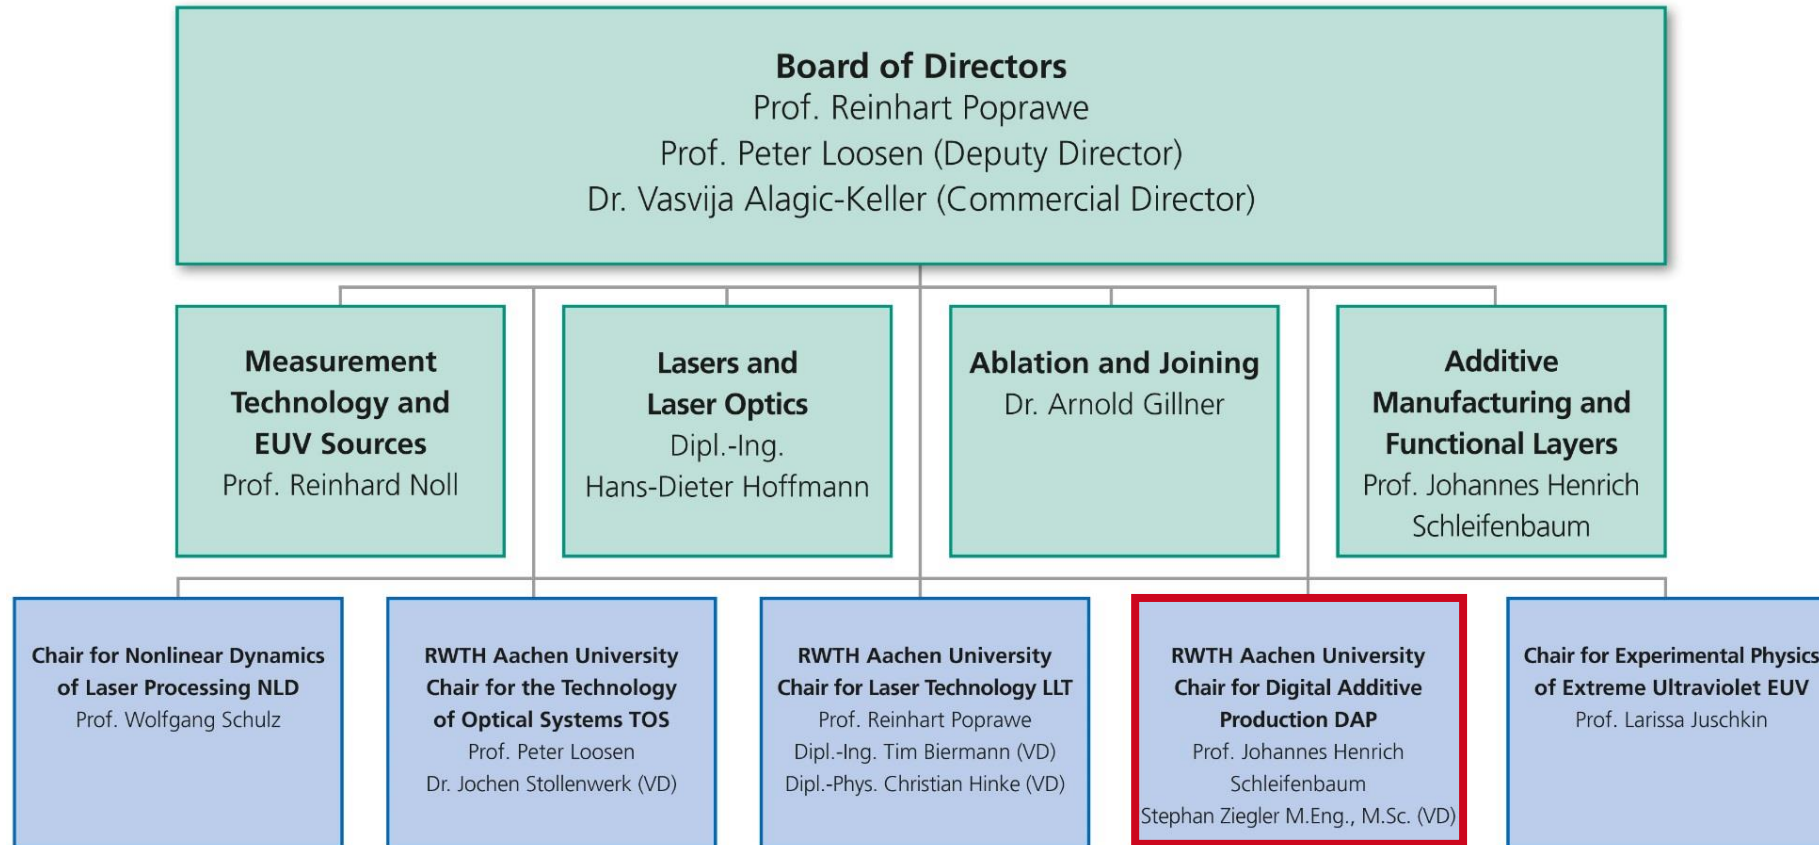 Board of Directors
Prof. Reinhart Poprawe
Prof. Peter Loosen (Deputy Director)
Dr. Vasvija Alagic-Keller (Commercial Director)
Measurement
Technology and
EUV Sources
Prof. Reinhard Noll
Lasers and
Laser Optics
Dipl.-Ing.
Hans-Dieter Hoffmann
Ablation and Joining
Dr. Arnold Gillner
Additive
Manufacturing and
Functional Layers
Prof. Johannes Henrich
Schleifenbaum
Chair for Nonlinear Dynamics
of Laser Processing NLD
Prof. Wolfgang Schulz
RWTH Aachen University
Chair for the Technology
of Optical Systems TOS
Prof. Peter Loosen
Dr. Jochen Stollenwerk (VD)
RWTH Aachen University
Chair for Laser Technology LLT
Prof. Reinhart Poprawe
Dipl.-Ing. Tim Biermann (VD)
Dipl.-Phys. Christian Hinke (VD)
RWTH Aachen University
Chair for Digital Additive
Production DAP
Prof. Johannes Henrich
Schleifenbaum
Stephan Ziegler M.Eng., M.Sc. (VD)
Chair for Experimental Physics
of Extreme Ultraviolet EUV
Prof. Larissa Juschkin